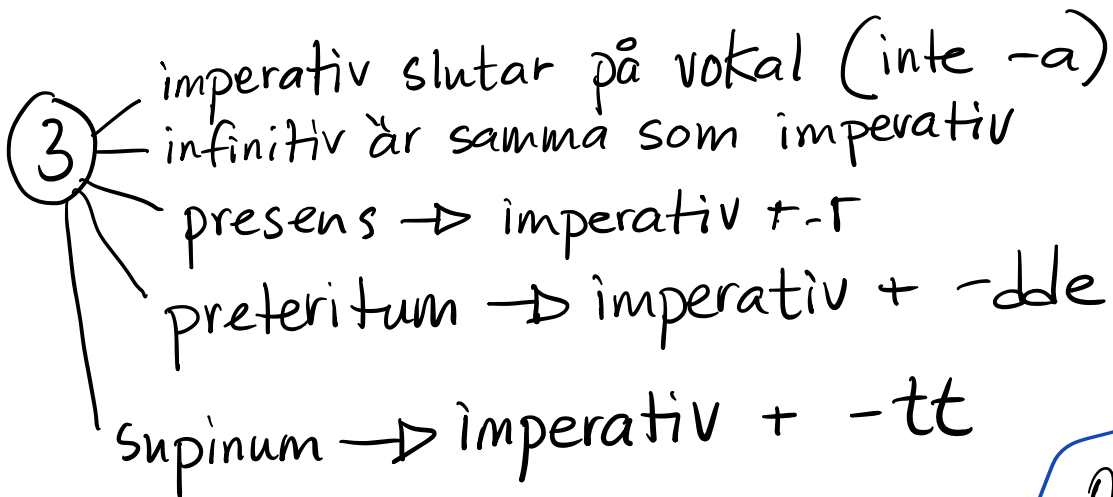 3
imperativ slutar på vokal (inte -a)
infinitiv är samma som imperativ
presens → imperativ + -r
preteritum → imperativ + -dde
supinum → imperativ + -tt